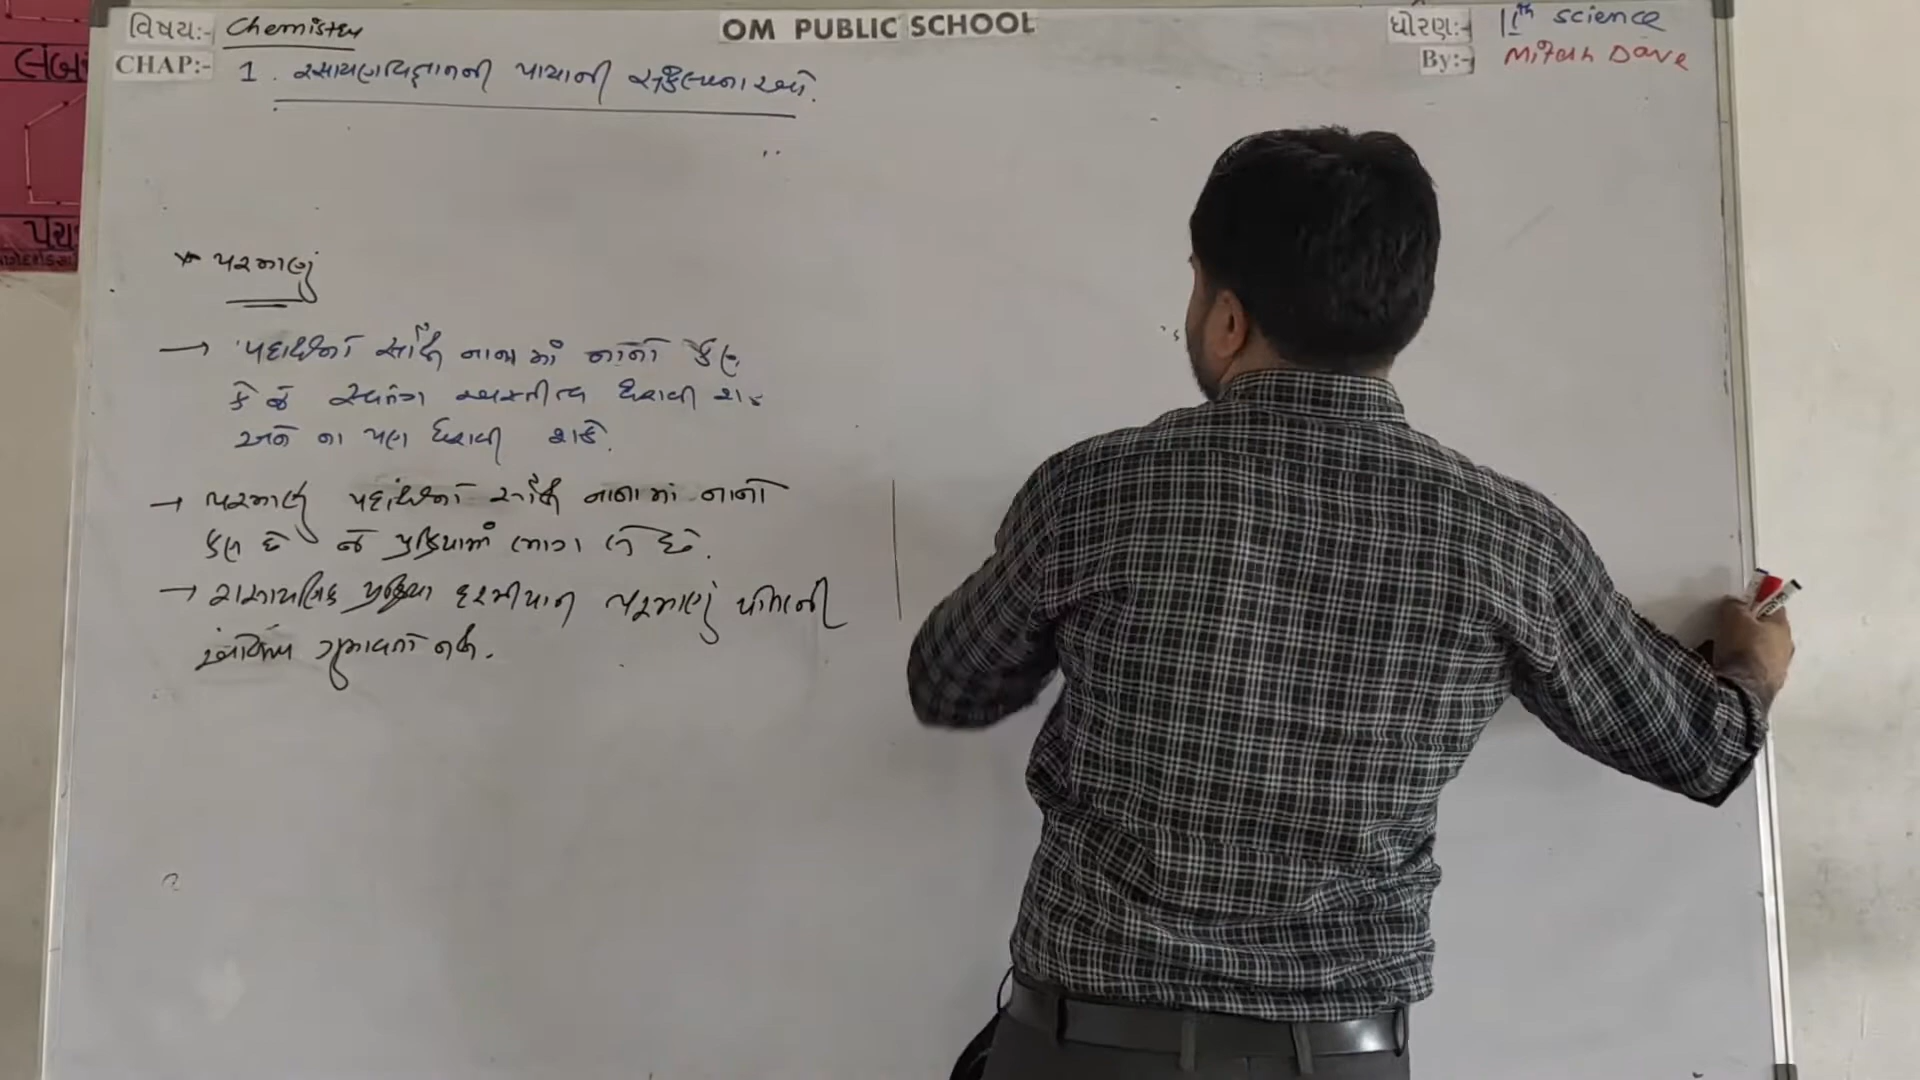 વિષય:- Chemistry
OM PUBLIC SCHOOL
ધોરણ:- 11th science
CHAP:- 1. રસાયણવિજ્ઞાનની પાયાની સંકલ્પનાઓ.
By:- Mitesh Dave
લંબ
* પરમાણું
→ પદાર્થનો સૌથી નાનામાં નાનો કણ
કે જે સ્વતંત્ર અસ્તીત્વ ધરાવી શકે
અને ના પણ ધરાવી શકે.
→ પરમાણું પદાર્થનો સૌથી નાનામાં નાનો
કણ છે જે પ્રક્રિયામાં ભાગ લે છે.
→ રાસાયણિક પ્રક્રિયા દરમીયાન પરમાણું પોતાની
ગુમાવતો નથી.